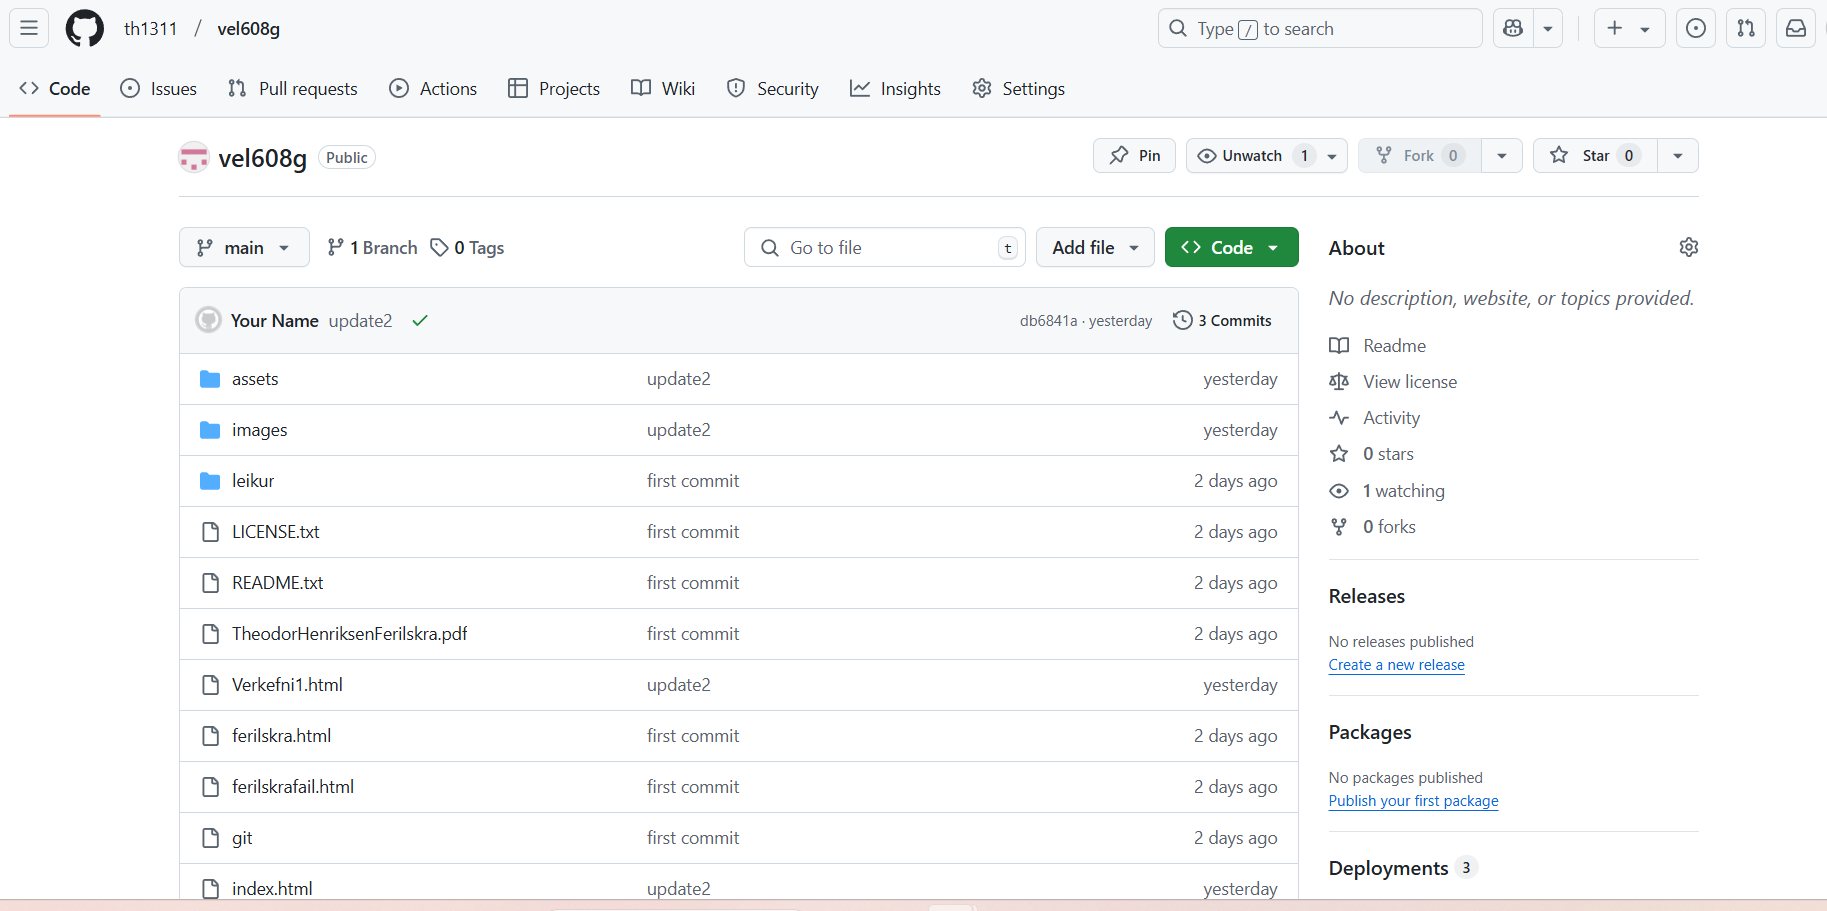 th1311 / vel608g
Type / to search
Code
Issues
Pull requests
Actions
Projects
Wiki
Security
Insights
Settings
vel608g Public
Pin
Unwatch 1
Fork 0
Star 0
main
1 Branch
0 Tags
Go to file t
Add file
Code
Your Name update2 db6841a · yesterday 3 Commits
assets update2 yesterday
images update2 yesterday
leikur first commit 2 days ago
LICENSE.txt first commit 2 days ago
README.txt first commit 2 days ago
TheodorHenriksenFerilskra.pdf first commit 2 days ago
Verkefni1.html update2 yesterday
ferilskra.html first commit 2 days ago
ferilskrafail.html first commit 2 days ago
git first commit 2 days ago
index.html update2 yesterday
About
No description, website, or topics provided.
Readme
View license
Activity
0 stars
1 watching
0 forks
Releases
No releases published
Create a new release
Packages
No packages published
Publish your first package
Deployments 3